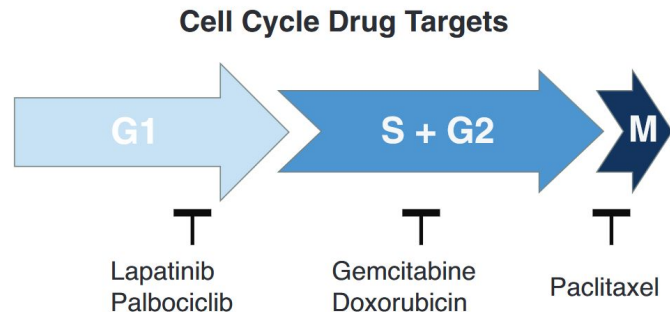 Cell Cycle Drug Targets
G1
S + G2
M
Lapatinib
Palbociclib
Gemcitabine
Doxorubicin
Paclitaxel